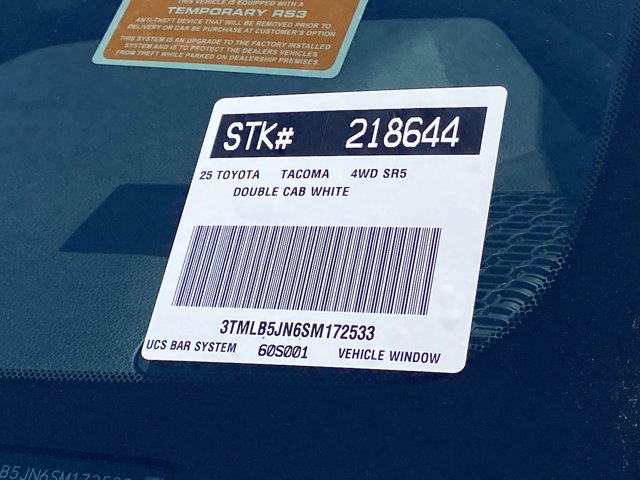 THIS VEHICLE IS EQUIPPED WITH A
TEMPORARY RS3
ANTI-THEFT DEVICE THAT WILL BE REMOVED PRIOR TO
DELIVERY OR CAN BE PURCHASE AT CUSTOMER'S OPTION
THIS SYSTEM IS AN UPGRADE TO THE FACTORY INSTALLED
SYSTEM AND IS TO PROTECT THE DEALERS VEHICLES
FROM THEFT WHILE PARKED ON DEALERSHIP PREMISES.
STK# 218644
25 TOYOTA TACOMA 4WD SR5
DOUBLE CAB WHITE
3TMLB5JN6SM172533
UCS BAR SYSTEM 60S001 VEHICLE WINDOW